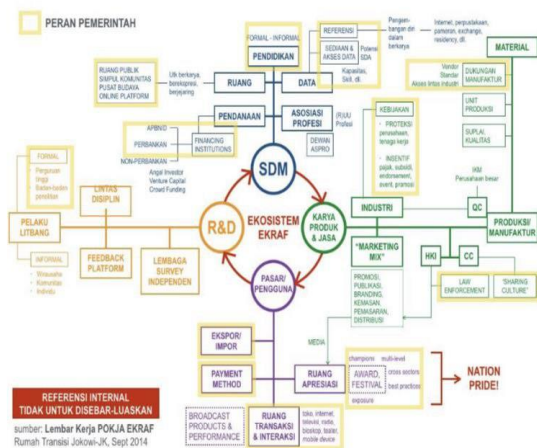 PERAN PEMERINTAH
FORMAL - INFORMAL
PENDIDIKAN
REFERENSI
SEDIAAN &
AKSES DATA
Potensi
SDA
Kapasitas,
Skill, dll.
Pengem-
bangan diri
dalam
berkarya
Internet, perpustakaan,
pameran, exchange,
residency, dll.
MATERIAL
RUANG PUBLIK
SIMPUL KOMUNITAS
PUSAT BUDAYA
ONLINE PLATFORM
Utk berkarya,
berekspresi,
berjejaring
RUANG
DATA
Vendor
Standar
Akses lintas industri
DUKUNGAN
MANUFAKTUR
PENDANAAN
ASOSIASI
PROFESI
(R)UU
Profesi
DEWAN
ASPRO
APBN/D
PERBANKAN
NON-PERBANKAN
FINANCING
INSTITUTIONS
Angel Investor
Venture Capital
Crowd Funding
KEBIJAKAN
PROTEKSI
perusahaan,
tenaga kerja
INSENTIF
pajak, subsidi,
endorsement,
event, promosi
UNIT
PRODUKSI
SUPLAI,
KUALITAS
SDM
FORMAL
Perguruan
tinggi
Badan-badan
penelitian
LINTAS
DISIPLIN
IKM
Perusahaan besar
INDUSTRI
QC
PELAKU
LITBANG
R&D
EKOSISTEM
EKRAF
KARYA
PRODUK
& JASA
PRODUKSI/
MANUFAKTUR
INFORMAL
Wirausaha
Komunitas
Individu
FEEDBACK
PLATFORM
LEMBAGA
SURVEY
INDEPENDEN
"MARKETING
MIX"
HKI
CC
PASAR/
PENGGUNA
PROMOSI,
PUBLIKASI,
BRANDING,
KEMASAN,
PEMASARAN,
DISTRIBUSI
LAW
ENFORCEMENT
"SHARING
CULTURE"
MEDIA
EKSPOR/
IMPOR
PAYMENT
METHOD
RUANG
APRESIASI
champions
multi-level
AWARD,
FESTIVAL
cross sectors
best practices
exposure
NATION
PRIDE!
REFERENSI INTERNAL
TIDAK UNTUK DISEBAR-LUASKAN
BROADCAST
PRODUCTS &
PERFORMANCE
RUANG
TRANSAKSI
& INTERAKSI
toko, internet,
televisi, radio,
bioskop, teater,
mobile device
sumber: Lembar Kerja POKJA EKRAF
Rumah Transisi Jokowi-JK, Sept 2014